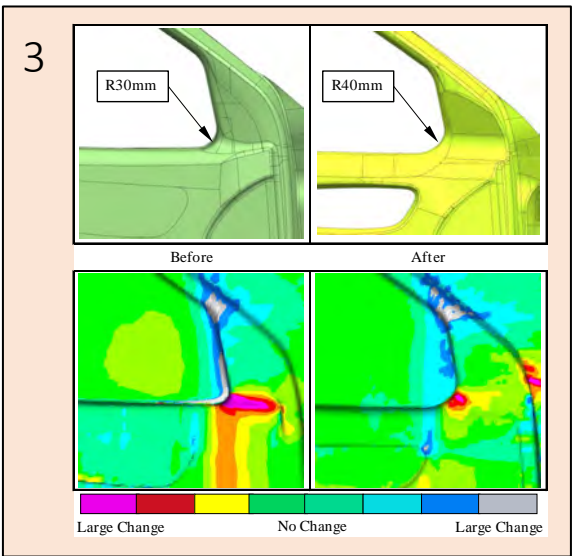 3
R30mm
R40mm
Before
After
Large Change
No Change
Large Change